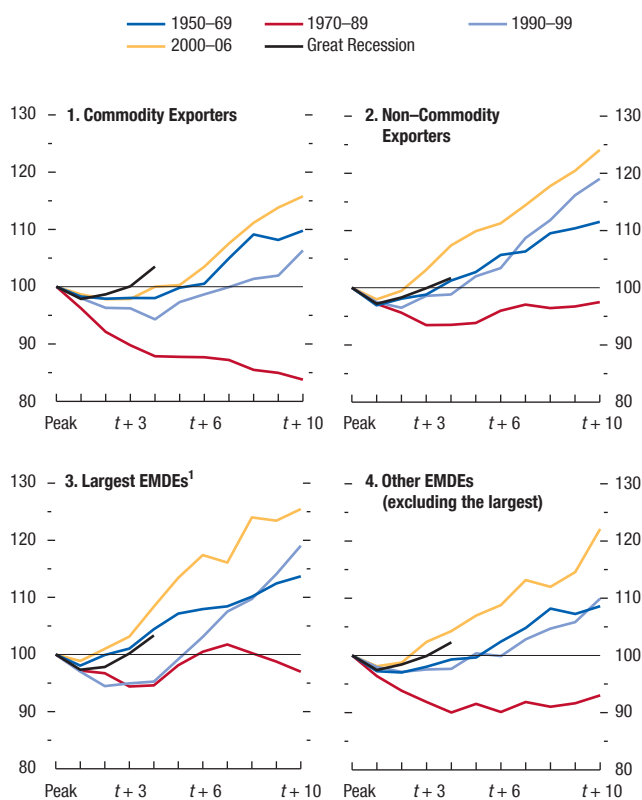 1950–69
1970–89
1990–99
2000–06
Great Recession
1. Commodity Exporters
130
120
110
100
90
80
Peak t + 3 t + 6 t + 10
2. Non–Commodity
Exporters
130
120
110
100
90
80
Peak t + 3 t + 6 t + 10
3. Largest EMDEs¹
130
120
110
100
90
80
Peak t + 3 t + 6 t + 10
4. Other EMDEs
(excluding the largest)
130
120
110
100
90
80
Peak t + 3 t + 6 t + 10